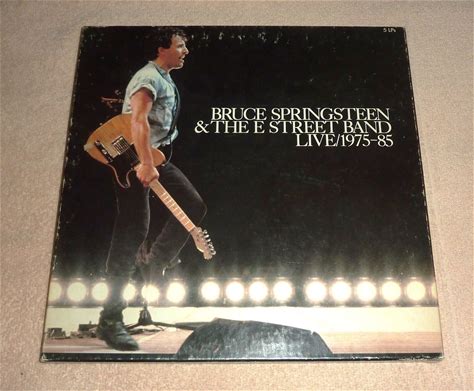 5 LPs
BRUCE SPRINGSTEEN
& THE E STREET BAND
LIVE/1975–85